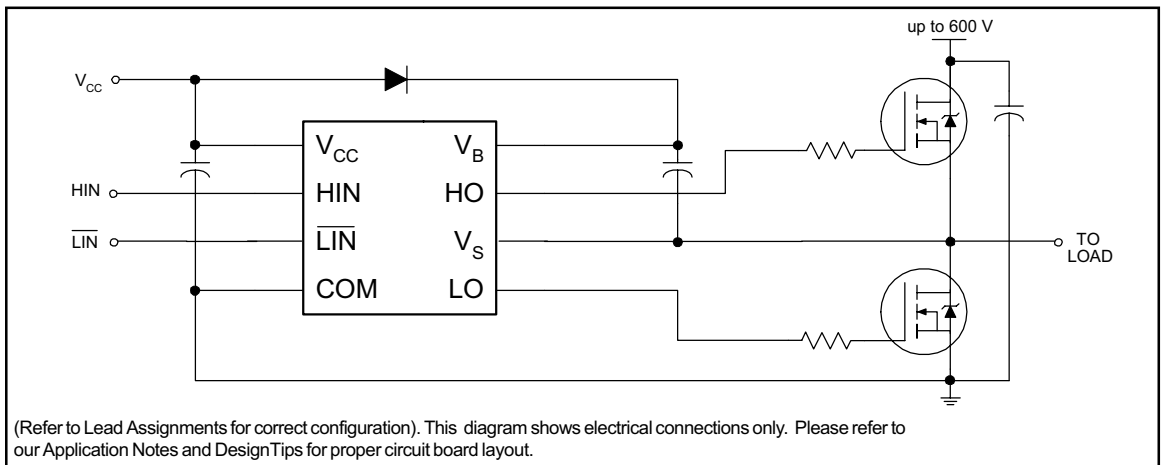 up to 600 V
V_CC
V_CC
V_B
HIN
HIN
HO
L̅I̅N̅
L̅I̅N̅
V_S
TO
LOAD
COM
LO
(Refer to Lead Assignments for correct configuration). This diagram shows electrical connections only. Please refer to
our Application Notes and DesignTips for proper circuit board layout.